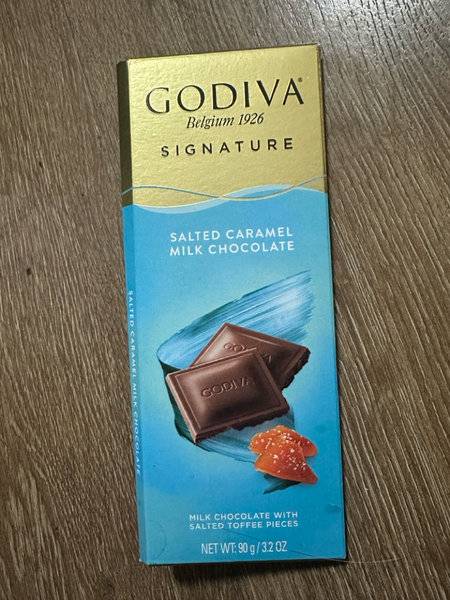 GODIVA®
Belgium 1926
SIGNATURE
SALTED CARAMEL
MILK CHOCOLATE
GODIVA
MILK CHOCOLATE WITH
SALTED TOFFEE PIECES
NET WT: 90 g / 3.2 OZ
SALTED CARAMEL MILK CHOCOLATE